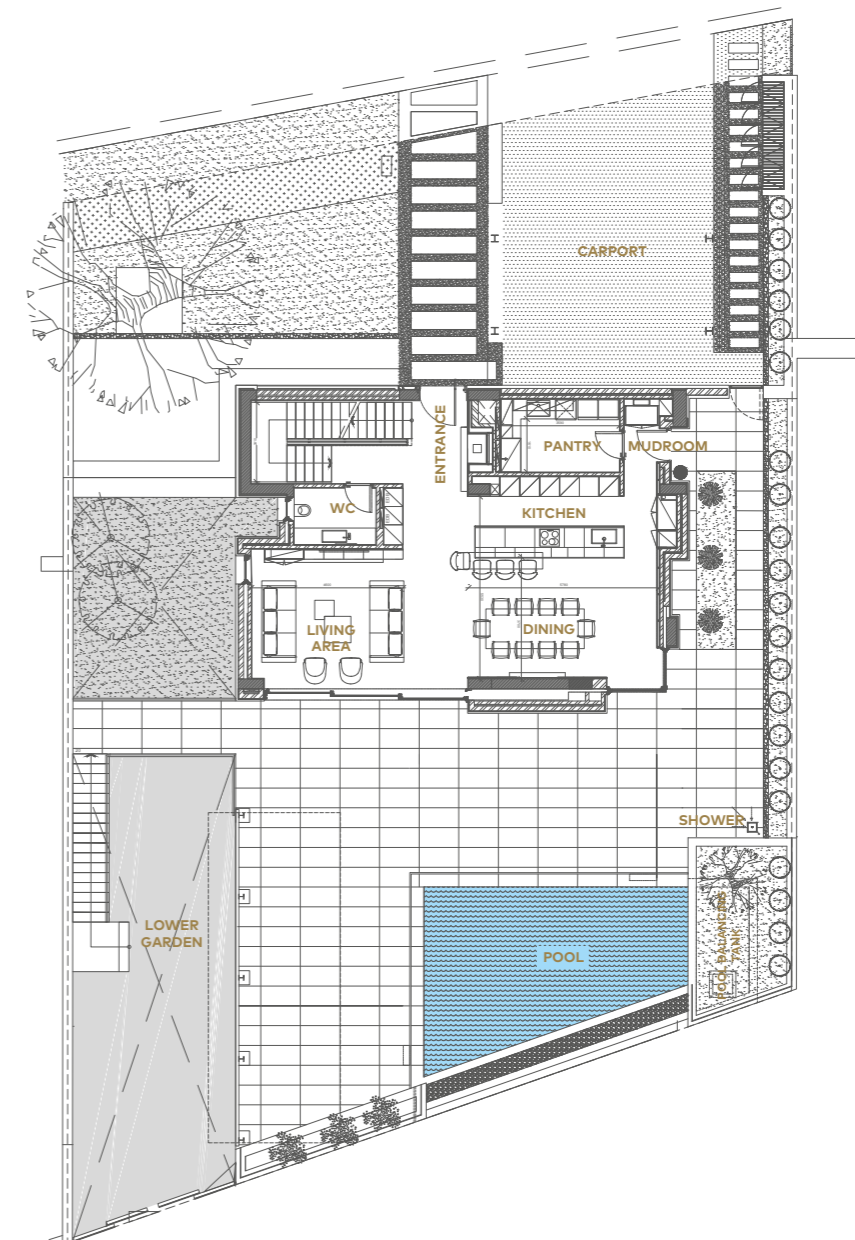 CARPORT
ENTRANCE
PANTRY
MUDROOM
WC
KITCHEN
LIVING
AREA
DINING
SHOWER
LOWER
GARDEN
POOL
POOL BALANCING
TANK